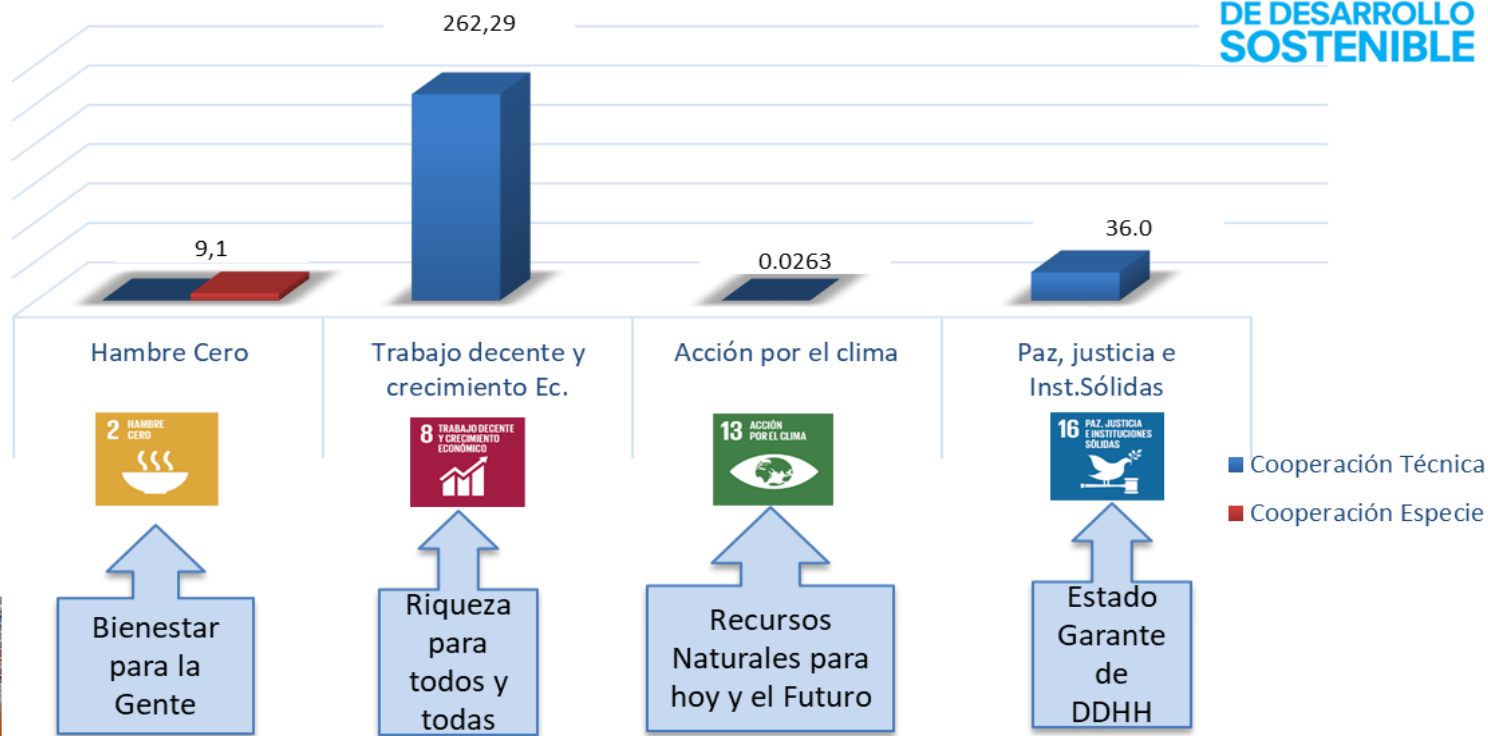 DE DESARROLLO
SOSTENIBLE
262,29
9,1
0.0263
36.0
Hambre Cero
Trabajo decente y
crecimiento Ec.
Acción por el clima
Paz, justicia e
Inst.Sólidas
2 HAMBRE
CERO
8 TRABAJO DECENTE
Y CRECIMIENTO
ECONÓMICO
13 ACCIÓN
POR EL CLIMA
16 PAZ, JUSTICIA
E INSTITUCIONES
SÓLIDAS
Cooperación Técnica
Cooperación Especie
Bienestar
para la
Gente
Riqueza
para
todos y
todas
Recursos
Naturales para
hoy y el Futuro
Estado
Garante
de
DDHH